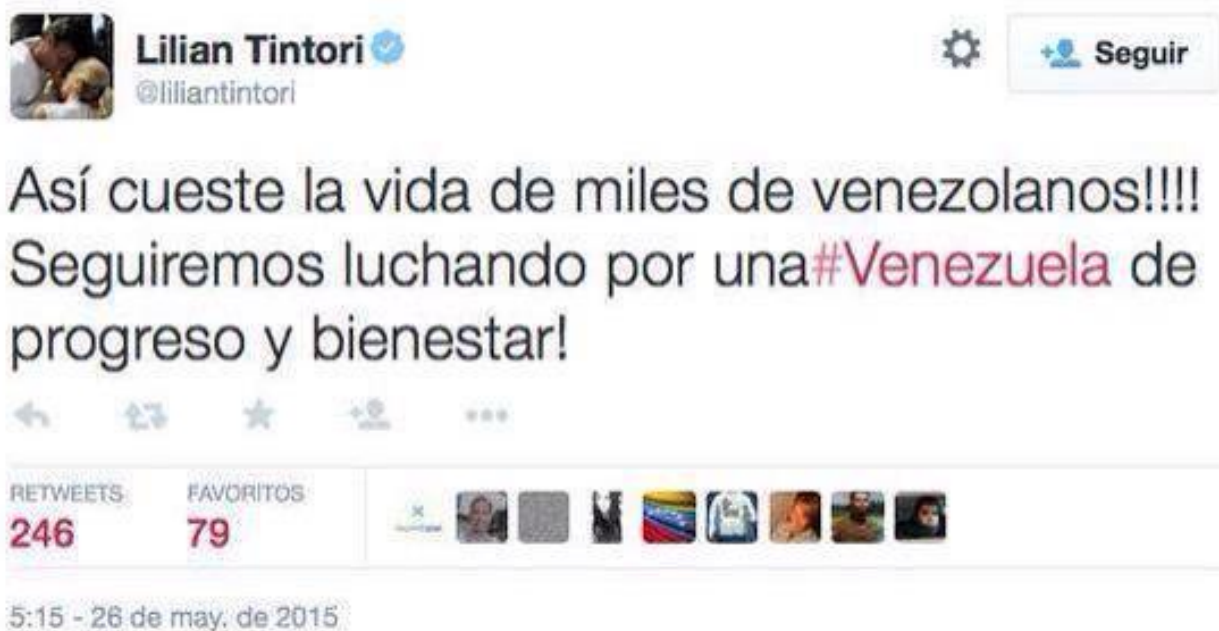 Lilian Tintori
@liliantintori
Seguir
Así cueste la vida de miles de venezolanos!!!!
Seguiremos luchando por una#Venezuela de
progreso y bienestar!
RETWEETS FAVORITOS
246 79
5:15 - 26 de may. de 2015